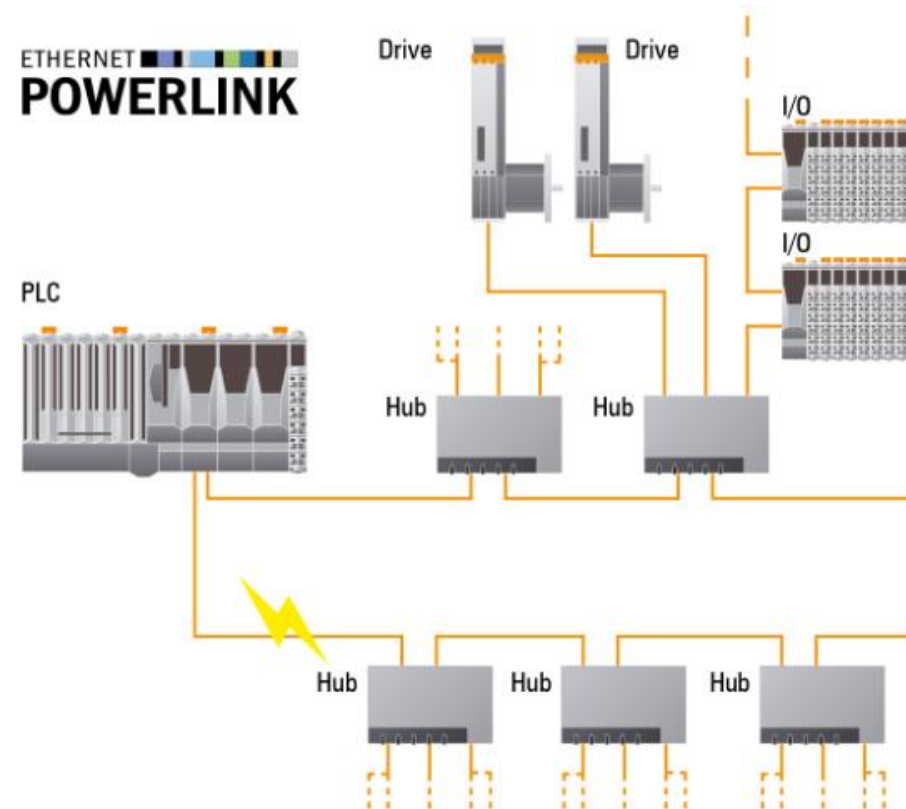 ETHERNET
POWERLINK
Drive
Drive
I/O
I/O
PLC
Hub
Hub
Hub
Hub
Hub